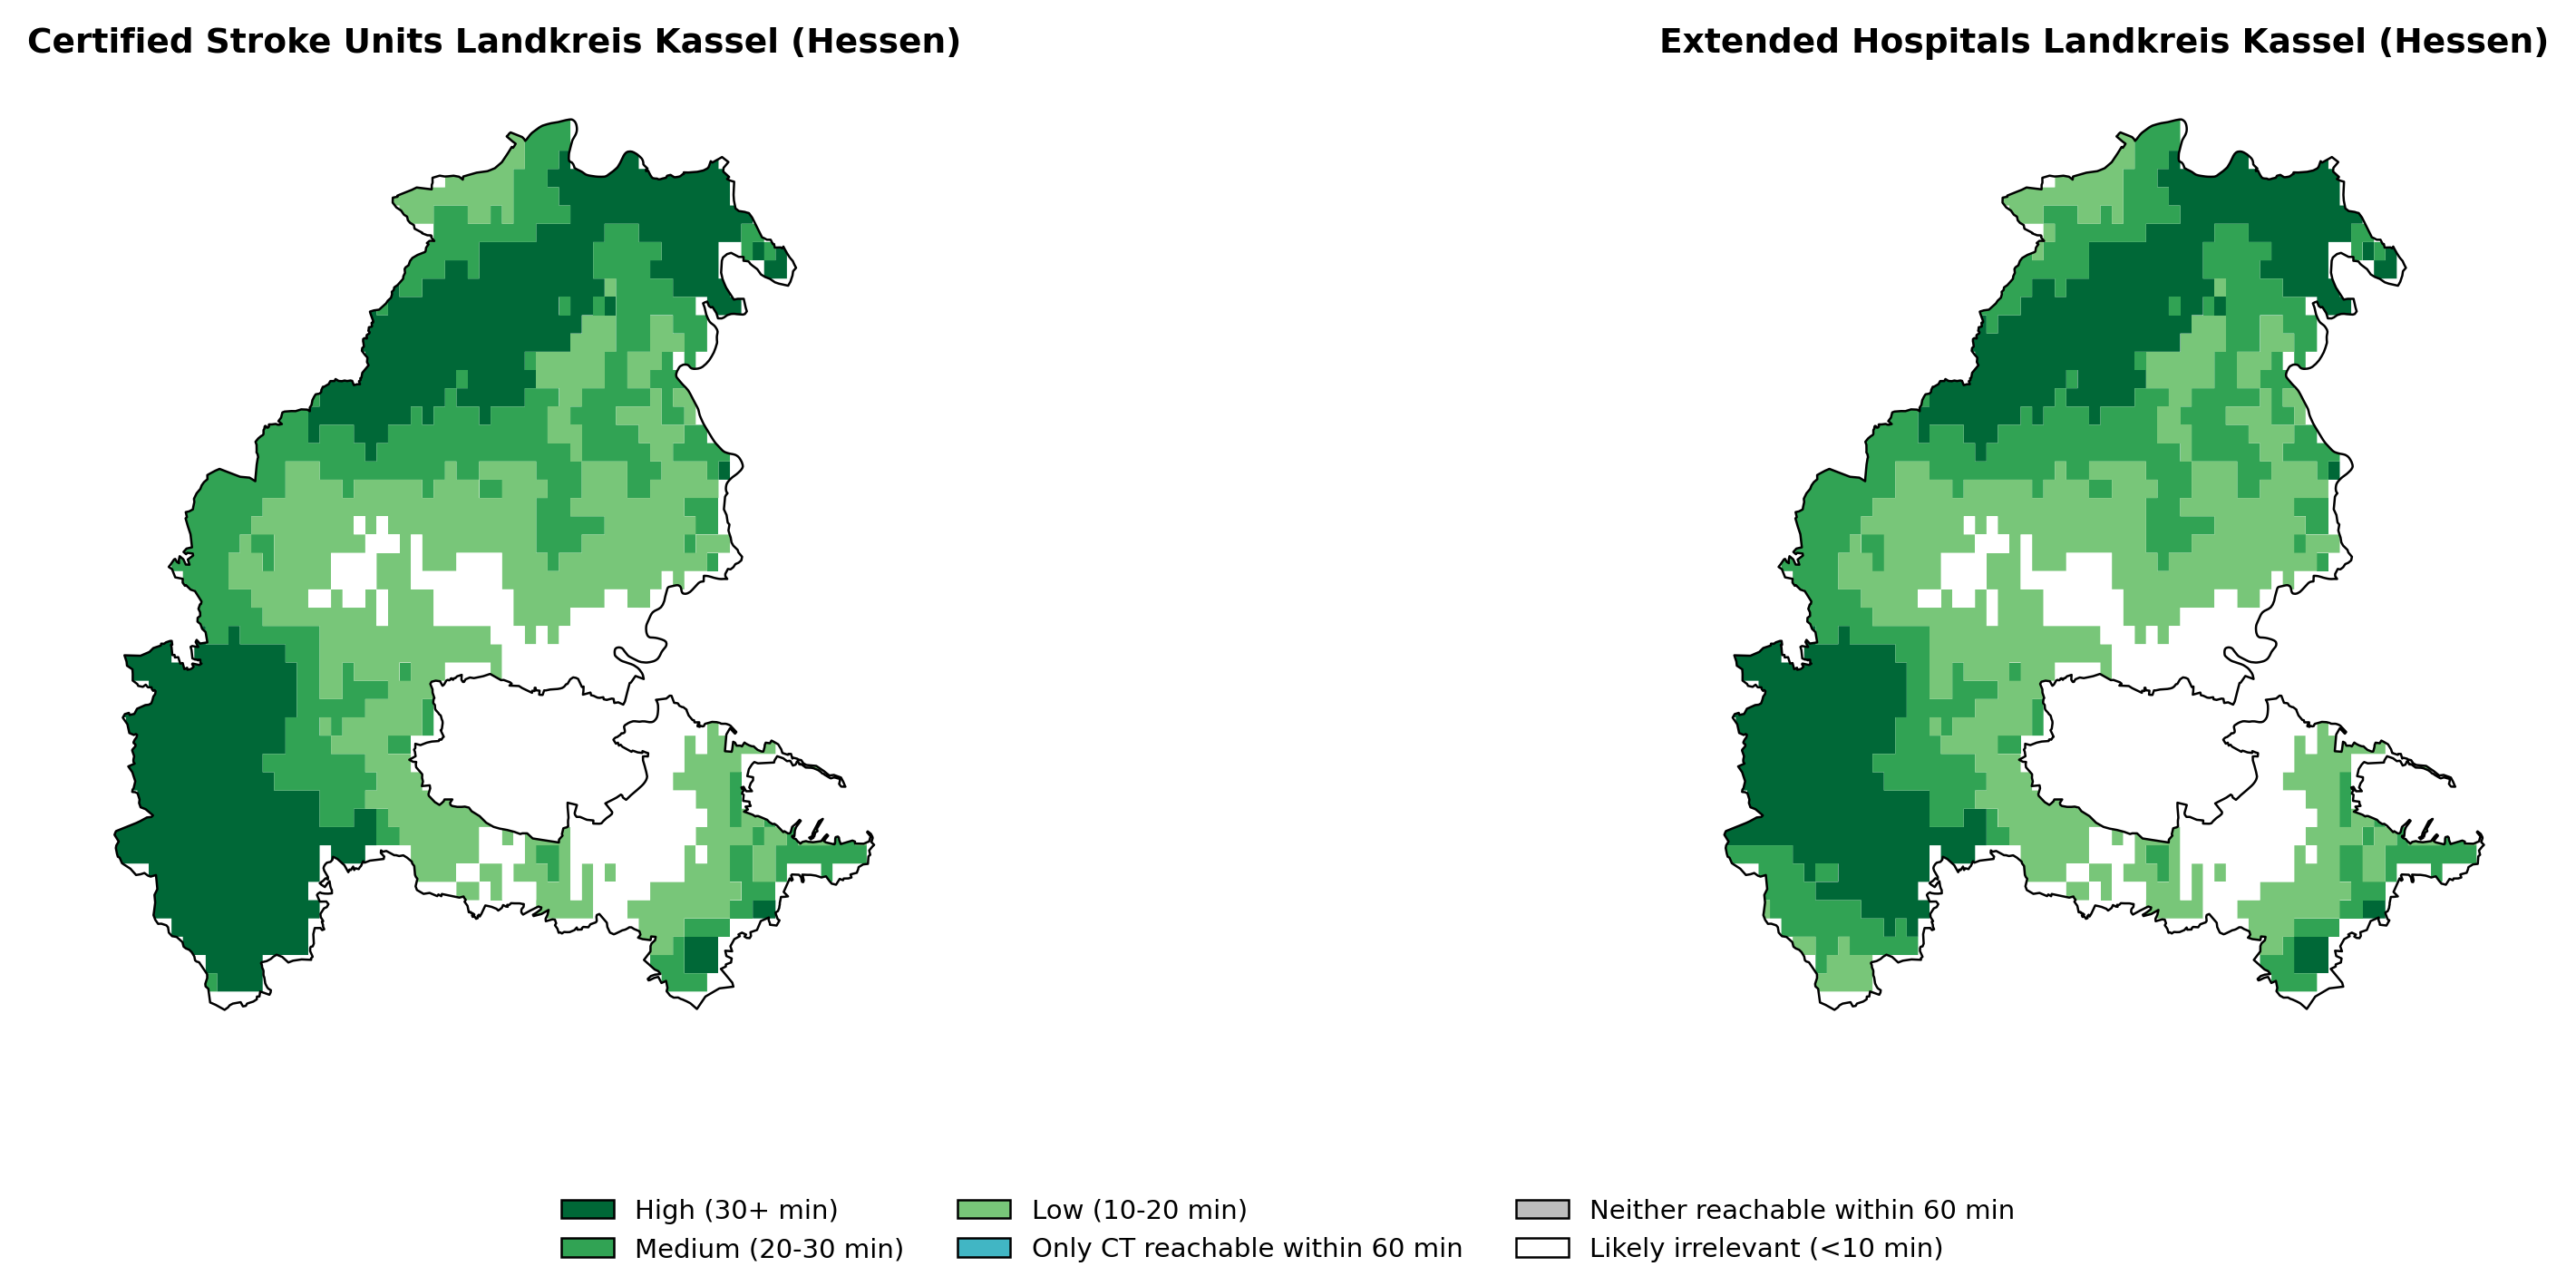 Certified Stroke Units Landkreis Kassel (Hessen)
Extended Hospitals Landkreis Kassel (Hessen)
High (30+ min)
Medium (20-30 min)
Low (10-20 min)
Only CT reachable within 60 min
Neither reachable within 60 min
Likely irrelevant (<10 min)